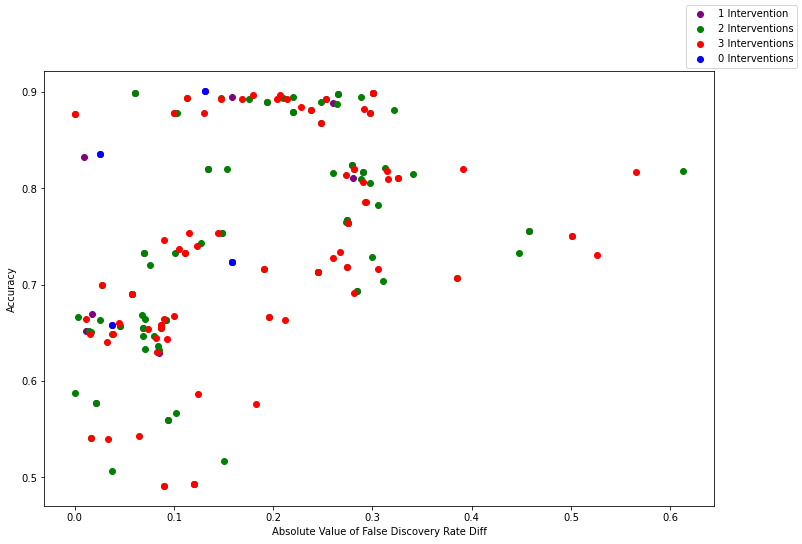 1 Intervention
2 Interventions
3 Interventions
0 Interventions
0.9
0.8
0.7
0.6
0.5
Accuracy
0.0 0.1 0.2 0.3 0.4 0.5 0.6
Absolute Value of False Discovery Rate Diff